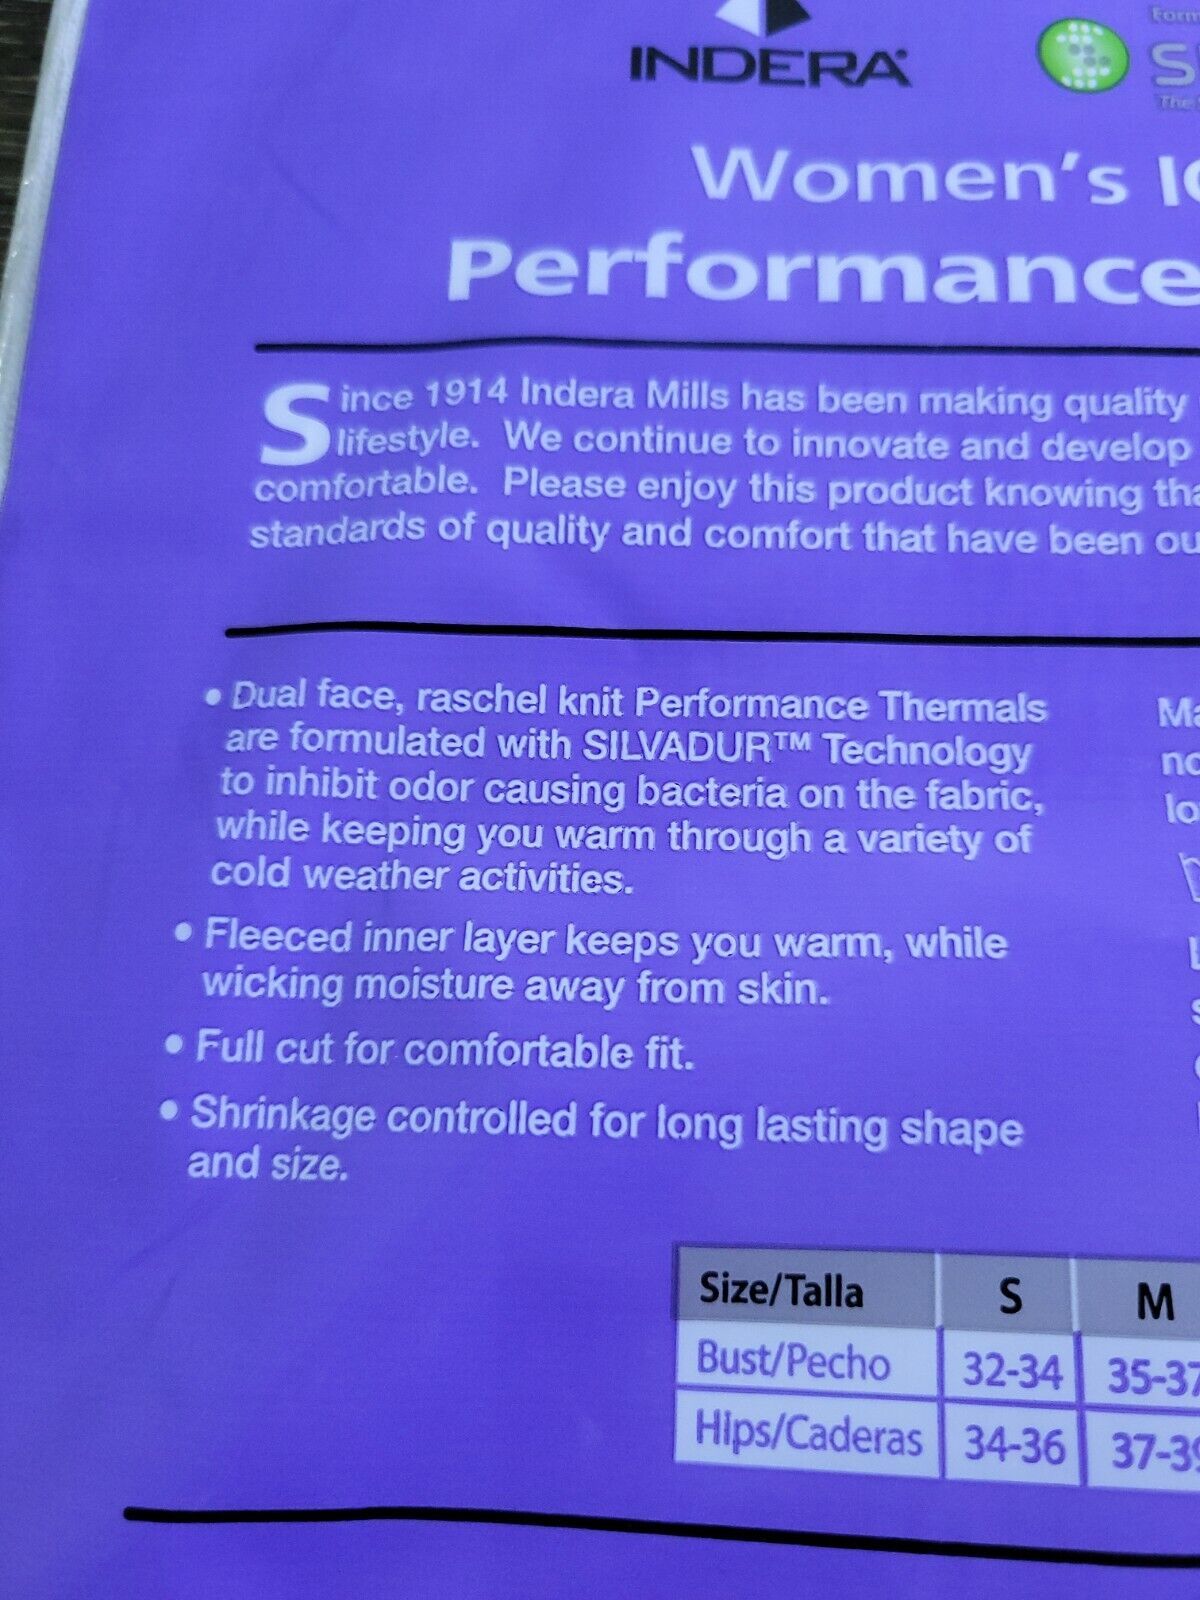 INDERA
Women's
Performance
Since 1914 Indera Mills has been making quality
lifestyle. We continue to innovate and develop
comfortable. Please enjoy this product knowing
standards of quality and comfort that have been
• Dual face, raschel knit Performance Thermals
are formulated with SILVADUR™ Technology
to inhibit odor causing bacteria on the fabric,
while keeping you warm through a variety of
cold weather activities.
• Fleeced inner layer keeps you warm, while
wicking moisture away from skin.
• Full cut for comfortable fit.
• Shrinkage controlled for long lasting shape
and size.
Size/Talla S M
Bust/Pecho 32-34 35-37
Hips/Caderas 34-36 37-39